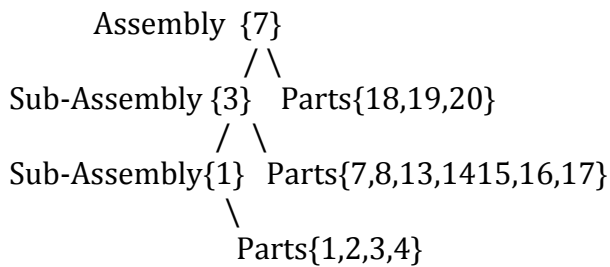 Assembly {7}
Sub-Assembly {3} Parts{18,19,20}
Sub-Assembly{1} Parts{7,8,13,1415,16,17}
Parts{1,2,3,4}